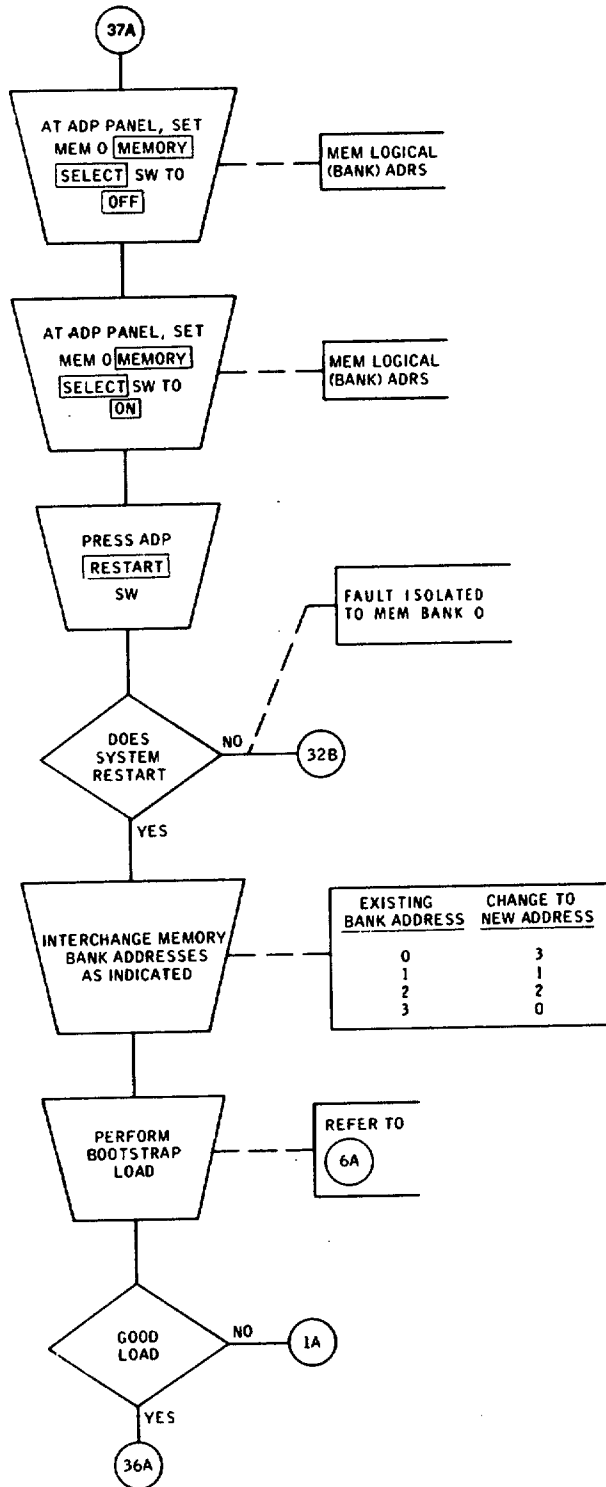 37A
AT ADP PANEL, SET
MEM 0 MEMORY
SELECT SW TO
OFF
MEM LOGICAL
(BANK) ADRS
AT ADP PANEL, SET
MEM 0 MEMORY
SELECT SW TO
ON
MEM LOGICAL
(BANK) ADRS
PRESS ADP
RESTART
SW
FAULT ISOLATED
TO MEM BANK 0
DOES
SYSTEM
RESTART
NO
32B
YES
INTERCHANGE MEMORY
BANK ADDRESSES
AS INDICATED
EXISTING CHANGE TO
BANK ADDRESS NEW ADDRESS
0 3
1 1
2 2
3 0
PERFORM
BOOTSTRAP
LOAD
REFER TO
6A
GOOD
LOAD
NO
1A
YES
36A